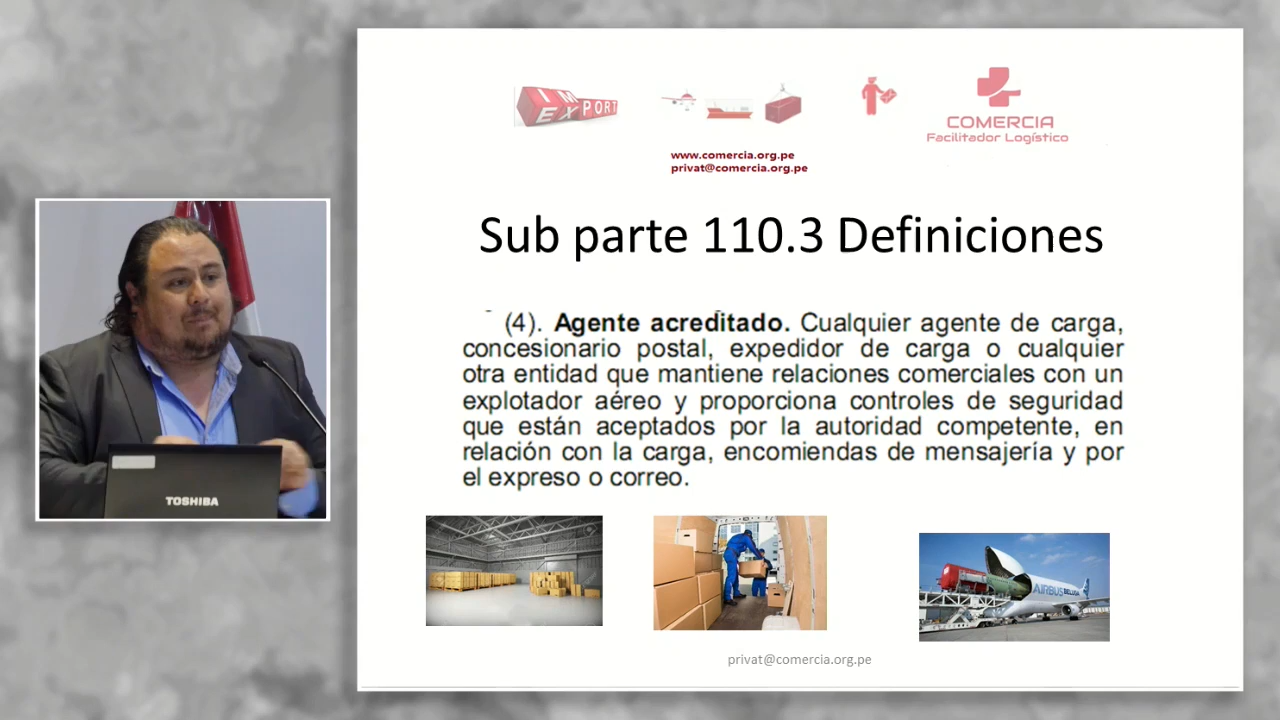 IM
EXPORT
COMERCIA
Facilitador Logístico
www.comercia.org.pe
privat@comercia.org.pe
Sub parte 110.3 Definiciones
(4). Agente acreditado. Cualquier agente de carga,
concesionario postal, expedidor de carga o cualquier
otra entidad que mantiene relaciones comerciales con un
explotador aéreo y proporciona controles de seguridad
que están aceptados por la autoridad competente, en
relación con la carga, encomiendas de mensajería y por
el expreso o correo.
TOSHIBA
AIRBUS BELUGA
privat@comercia.org.pe